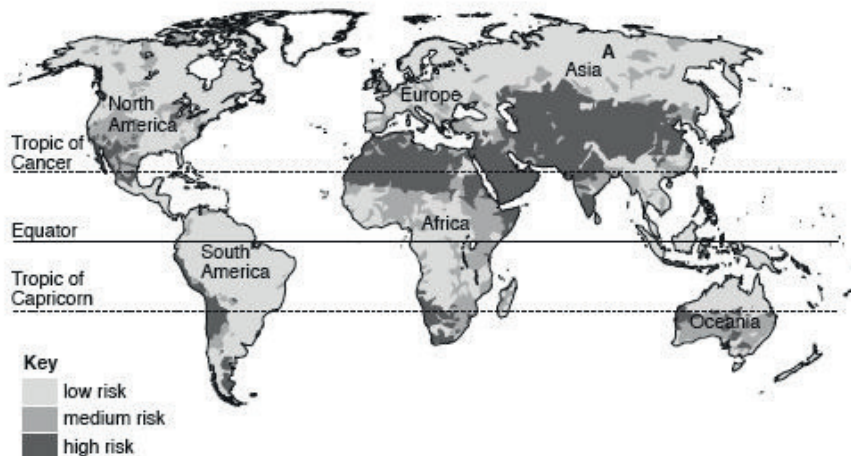 A
Asia
Europe
North
America
Tropic of
Cancer
Africa
Equator
South
America
Tropic of
Capricorn
Oceania
Key
low risk
medium risk
high risk